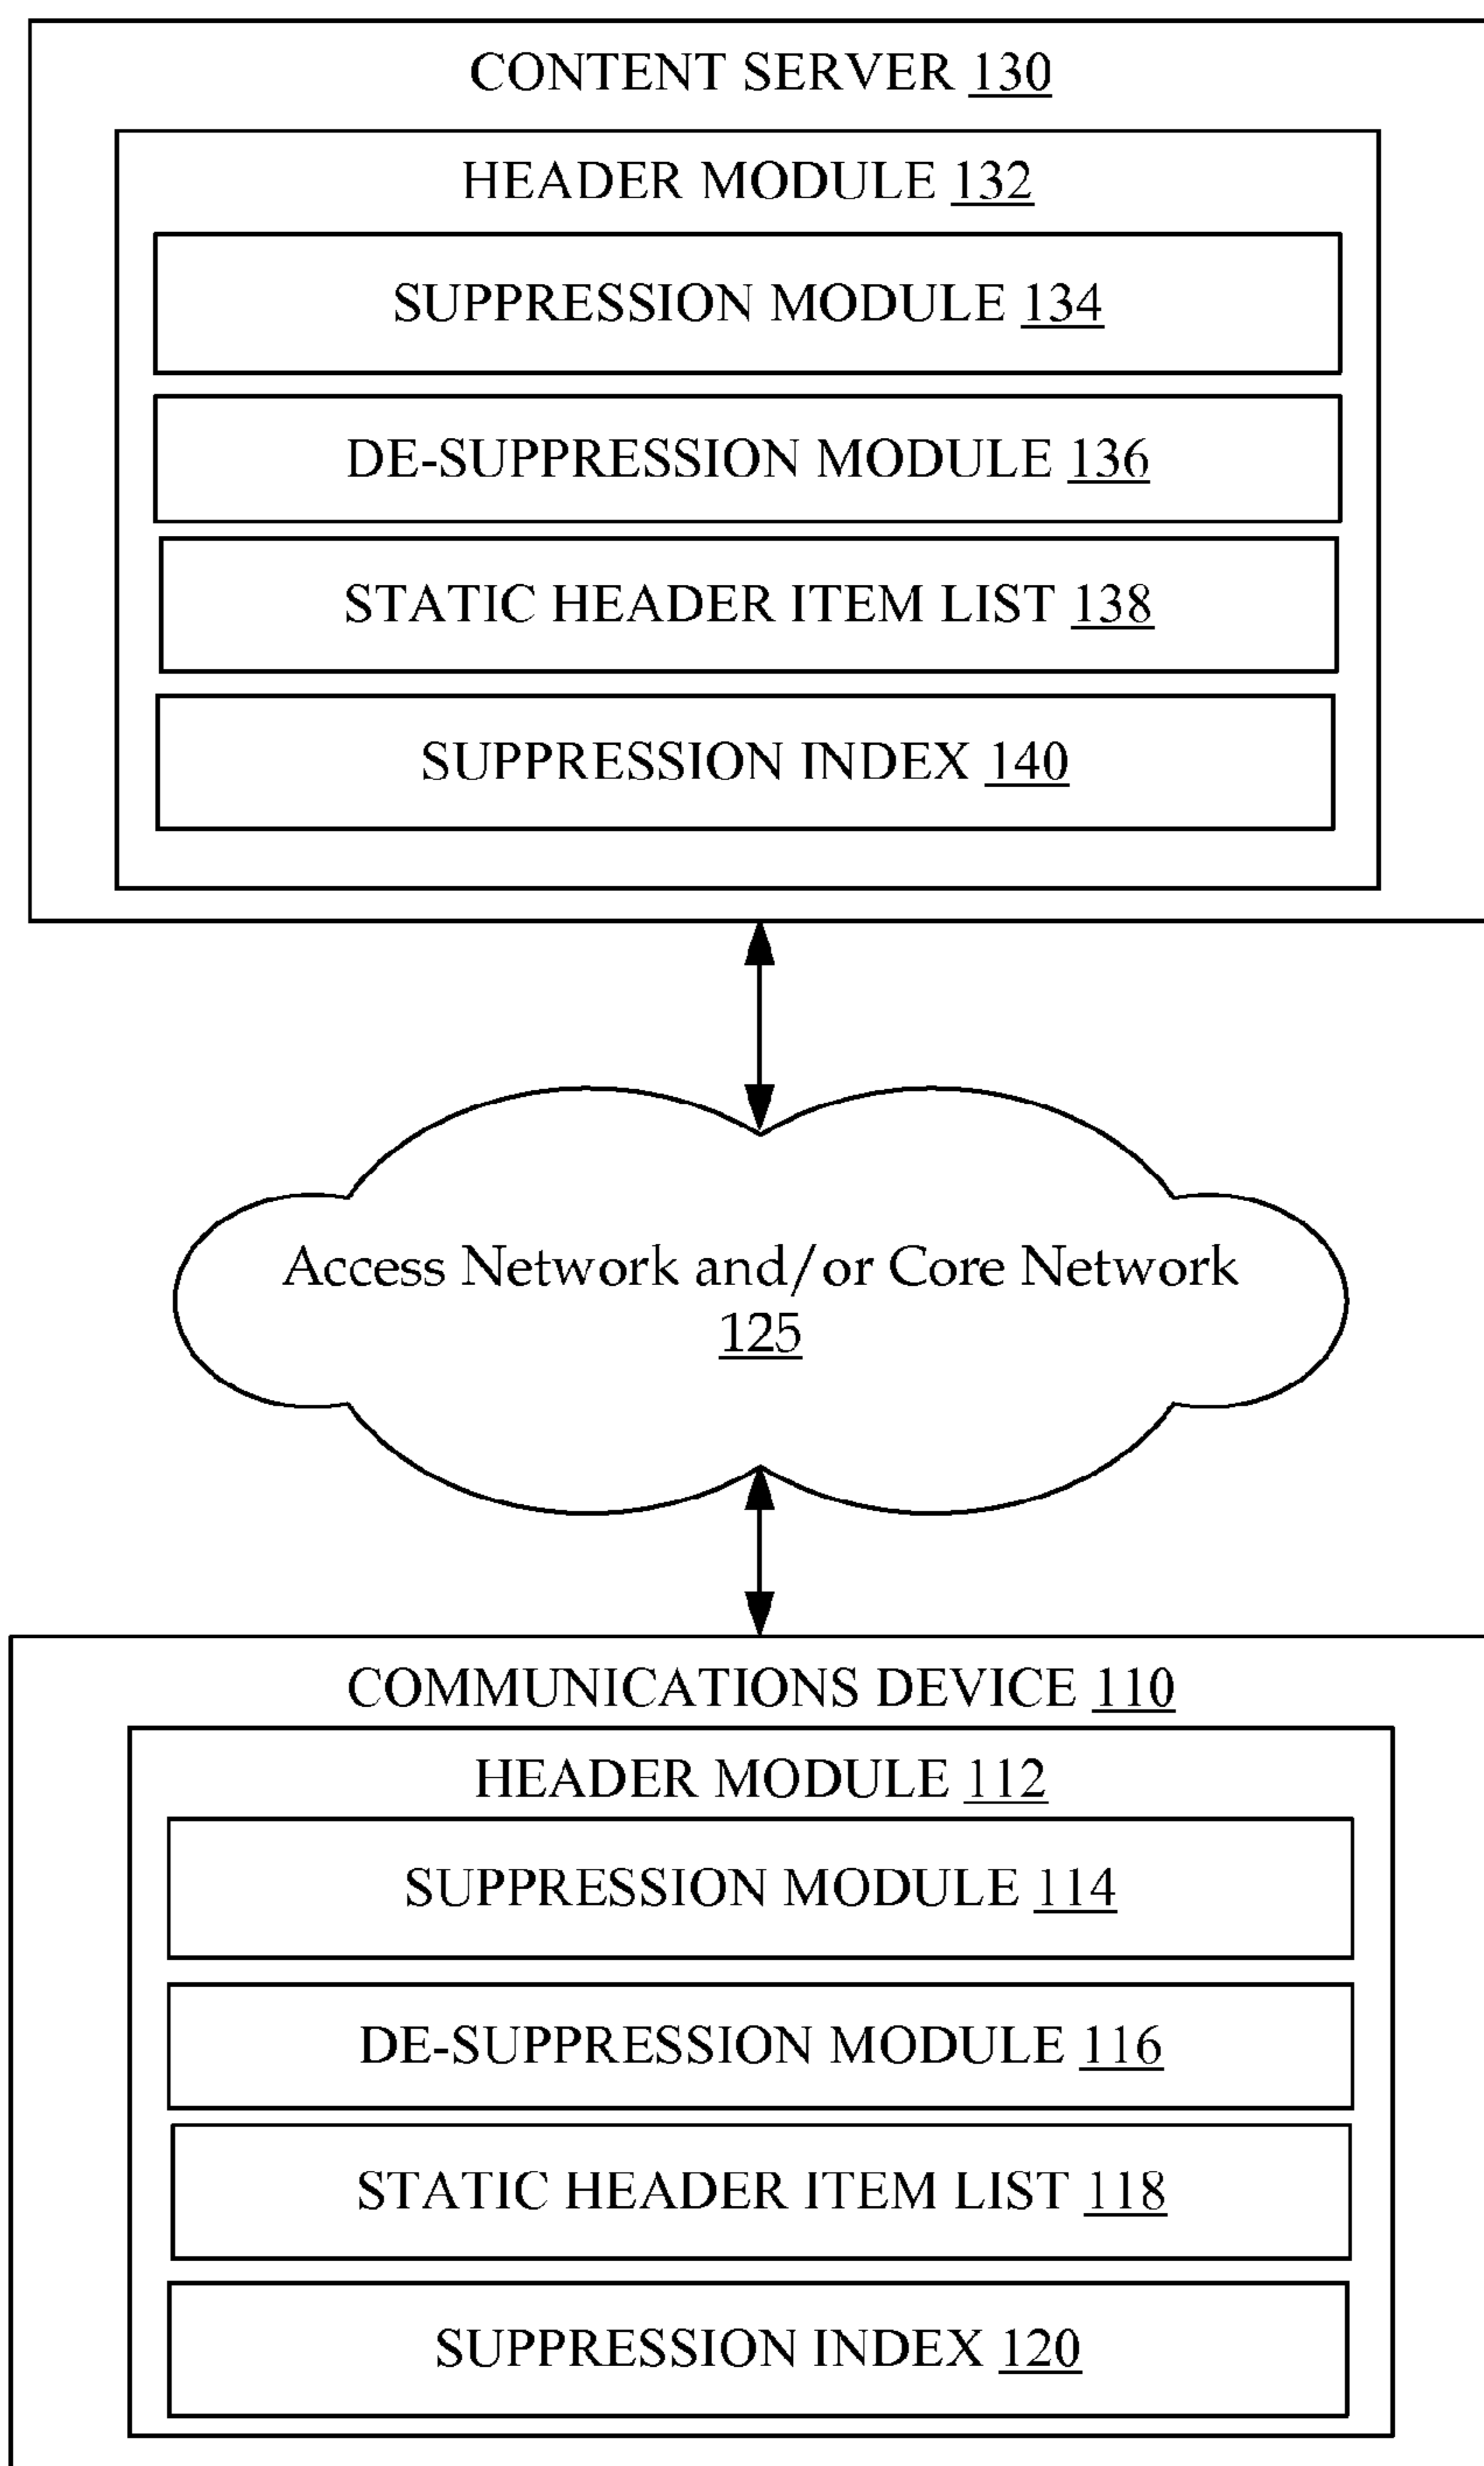 CONTENT SERVER 130
HEADER MODULE 132
SUPPRESSION MODULE 134
DE-SUPPRESSION MODULE 136
STATIC HEADER ITEM LIST 138
SUPPRESSION INDEX 140
Access Network and/or Core Network
125
COMMUNICATIONS DEVICE 110
HEADER MODULE 112
SUPPRESSION MODULE 114
DE-SUPPRESSION MODULE 116
STATIC HEADER ITEM LIST 118
SUPPRESSION INDEX 120